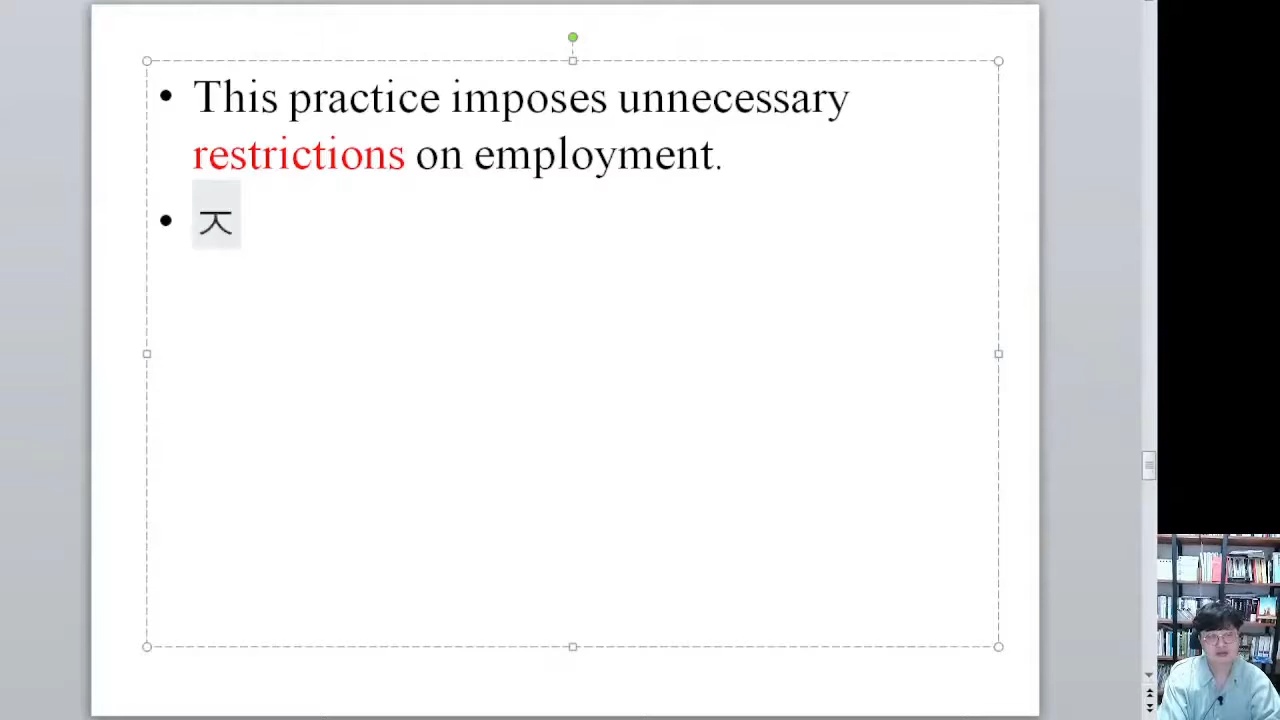 • This practice imposes unnecessary
restrictions on employment.
• ㅈ